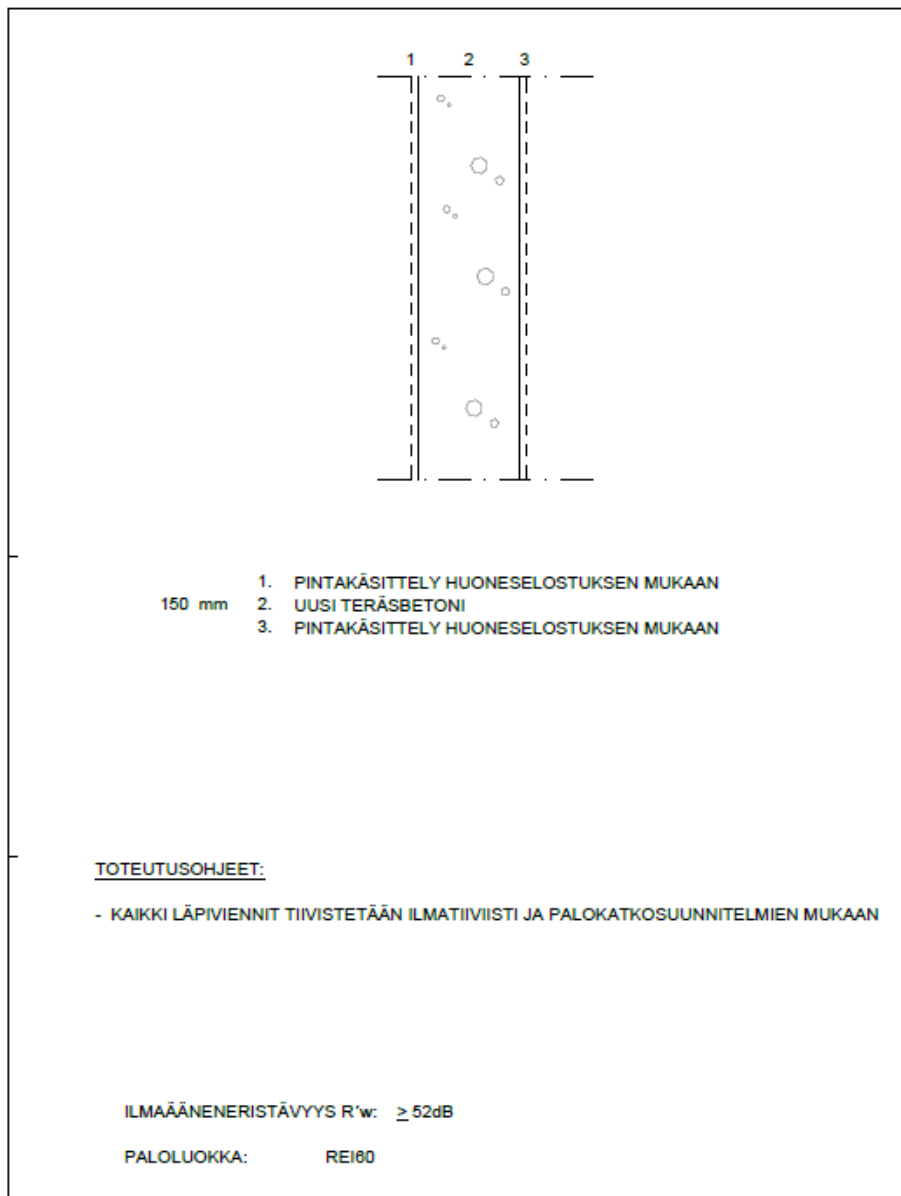 1 2 3
1. PINTAKÄSITTELY HUONESELOSTUKSEN MUKAAN
150 mm 2. UUSI TERÄSBETONI
3. PINTAKÄSITTELY HUONESELOSTUKSEN MUKAAN
TOTEUTUSOHJEET:
- KAIKKI LÄPIVIENNIT TIIVISTETÄÄN ILMATIIVIISTI JA PALOKATKOSUUNNITELMIEN MUKAAN
ILMAÄÄNENERISTÄVYYS R´w: ≥ 52dB
PALOLUOKKA: REI60